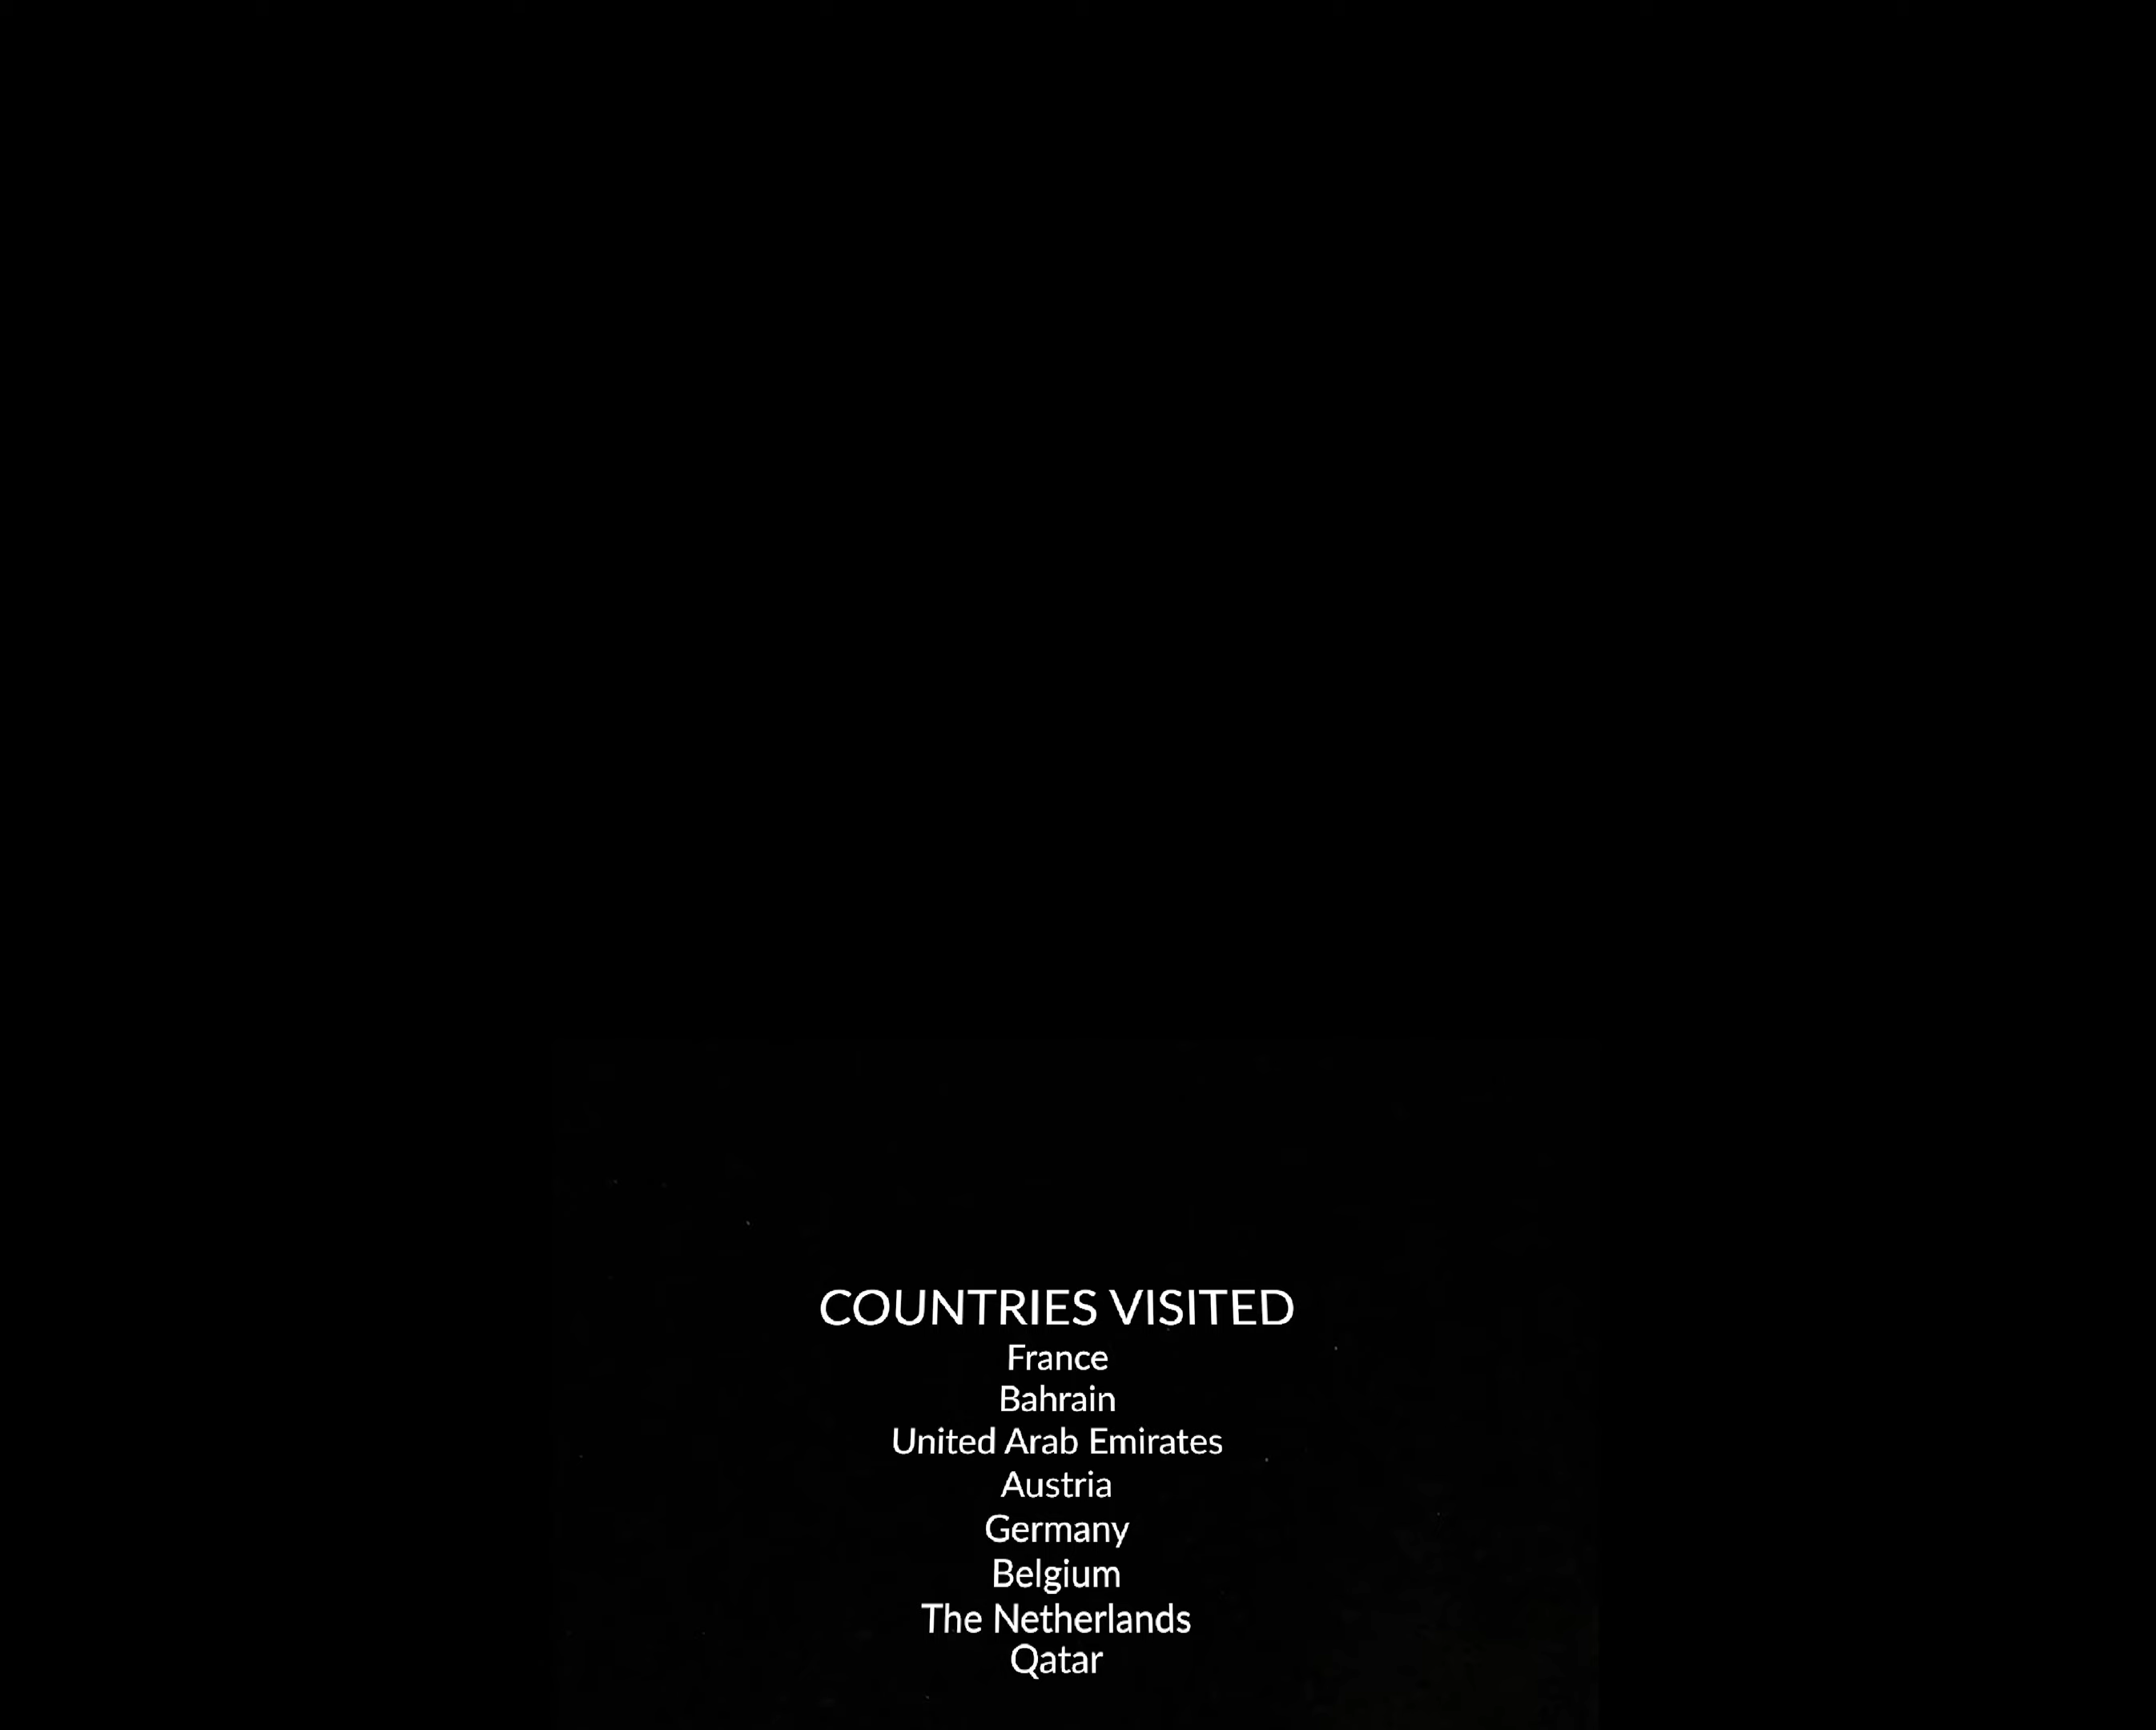 COUNTRIES VISITED
France
Bahrain
United Arab Emirates
Austria
Germany
Belgium
The Netherlands
Qatar